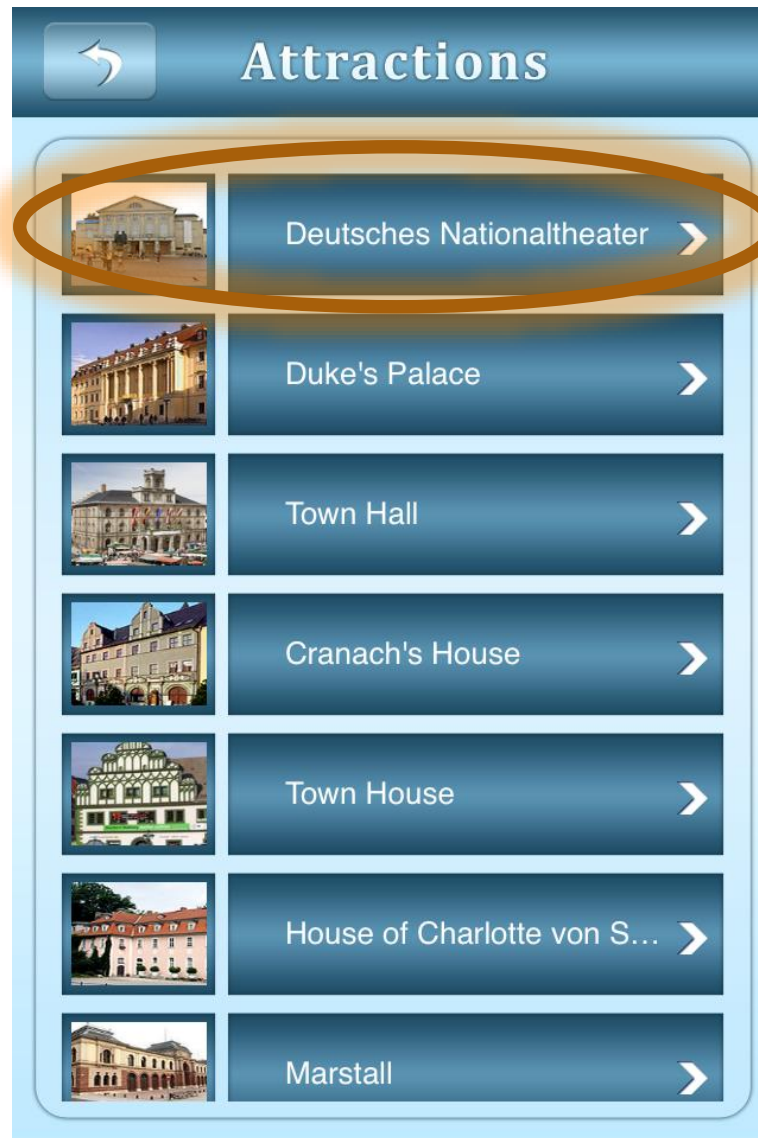 Attractions
Deutsches Nationaltheater
Duke's Palace
Town Hall
Cranach's House
Town House
House of Charlotte von S...
Marstall